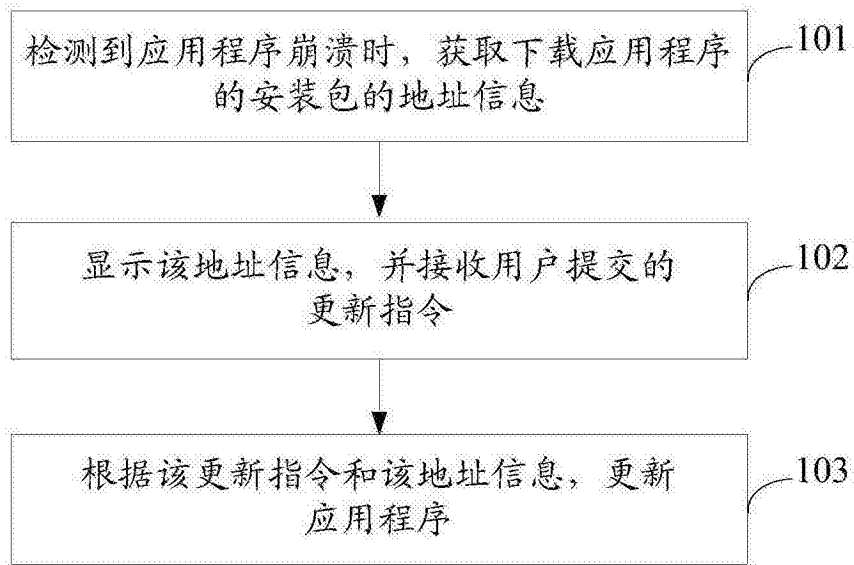 检测到应用程序崩溃时，获取下载应用程序
的安装包的地址信息
101
显示该地址信息，并接收用户提交的
更新指令
102
根据该更新指令和该地址信息，更新
应用程序
103